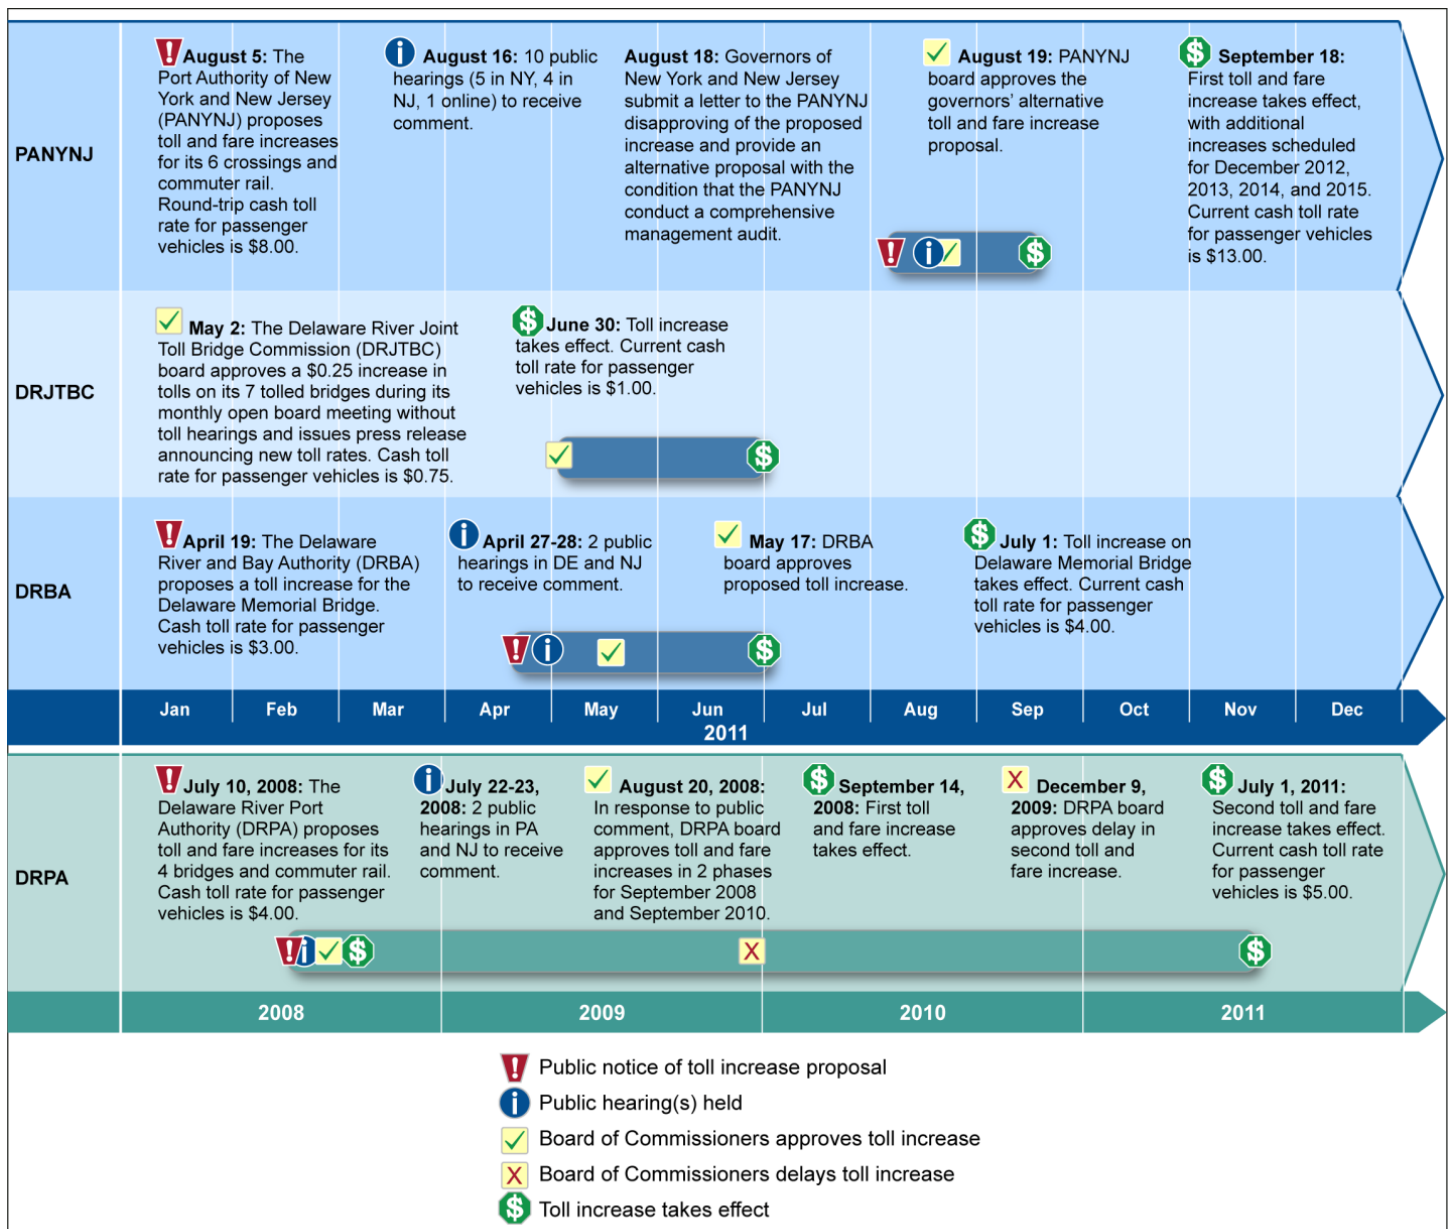 PANYNJ
August 5: The
Port Authority of New
York and New Jersey
(PANYNJ) proposes
toll and fare increases
for its 6 crossings and
commuter rail.
Round-trip cash toll
rate for passenger
vehicles is $8.00.
August 16: 10 public
hearings (5 in NY, 4 in
NJ, 1 online) to receive
comment.
August 18: Governors of
New York and New Jersey
submit a letter to the PANYNJ
disapproving of the proposed
increase and provide an
alternative proposal with the
condition that the PANYNJ
conduct a comprehensive
management audit.
August 19: PANYNJ
board approves the
governors’ alternative
toll and fare increase
proposal.
September 18:
First toll and fare
increase takes effect,
with additional
increases scheduled
for December 2012,
2013, 2014, and 2015.
Current cash toll rate
for passenger vehicles
is $13.00.
DRJTBC
May 2: The Delaware River Joint
Toll Bridge Commission (DRJTBC)
board approves a $0.25 increase in
tolls on its 7 tolled bridges during its
monthly open board meeting without
toll hearings and issues press release
announcing new toll rates. Cash toll
rate for passenger vehicles is $0.75.
June 30: Toll increase
takes effect. Current cash
toll rate for passenger
vehicles is $1.00.
DRBA
April 19: The Delaware
River and Bay Authority (DRBA)
proposes a toll increase for the
Delaware Memorial Bridge.
Cash toll rate for passenger
vehicles is $3.00.
April 27-28: 2 public
hearings in DE and NJ
to receive comment.
May 17: DRBA
board approves
proposed toll increase.
July 1: Toll increase on
Delaware Memorial Bridge
takes effect. Current cash
toll rate for passenger
vehicles is $4.00.
Jan Feb Mar Apr May Jun Jul Aug Sep Oct Nov Dec
2011
DRPA
July 10, 2008: The
Delaware River Port
Authority (DRPA) proposes
toll and fare increases for its
4 bridges and commuter rail.
Cash toll rate for passenger
vehicles is $4.00.
July 22-23,
2008: 2 public
hearings in PA
and NJ to receive
comment.
August 20, 2008:
In response to public
comment, DRPA board
approves toll and fare
increases in 2 phases
for September 2008
and September 2010.
September 14,
2008: First toll
and fare increase
takes effect.
December 9,
2009: DRPA board
approves delay in
second toll and
fare increase.
July 1, 2011:
Second toll and fare
increase takes effect.
Current cash toll rate
for passenger
vehicles is $5.00.
2008 2009 2010 2011
Public notice of toll increase proposal
Public hearing(s) held
Board of Commissioners approves toll increase
Board of Commissioners delays toll increase
Toll increase takes effect